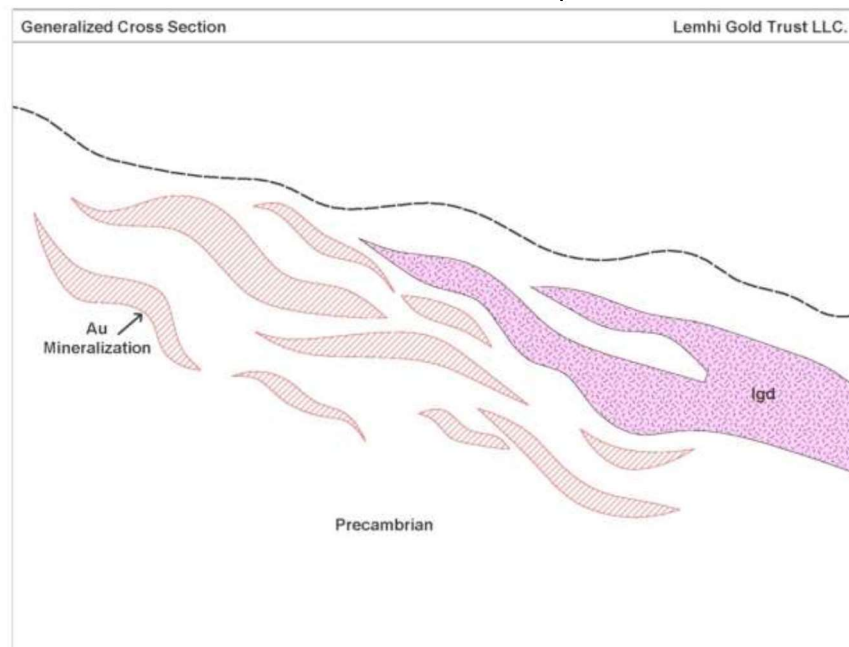 Generalized Cross Section
Lemhi Gold Trust LLC.
Au
Mineralization
Igd
Precambrian